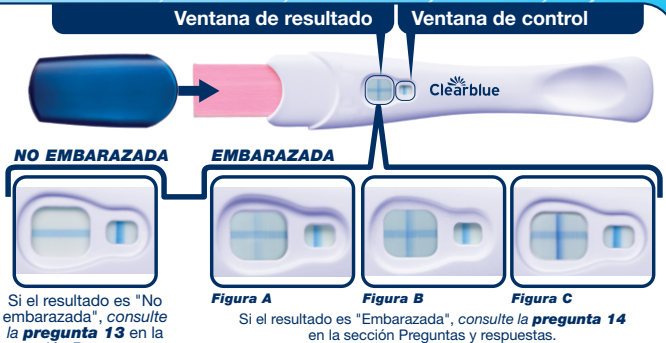 Ventana de resultado
Ventana de control
Clearblue
NO EMBARAZADA
EMBARAZADA
Si el resultado es "No
embarazada", consulte
la pregunta 13 en la
Figura A
Figura B
Figura C
Si el resultado es "Embarazada", consulte la pregunta 14
en la sección Preguntas y respuestas.